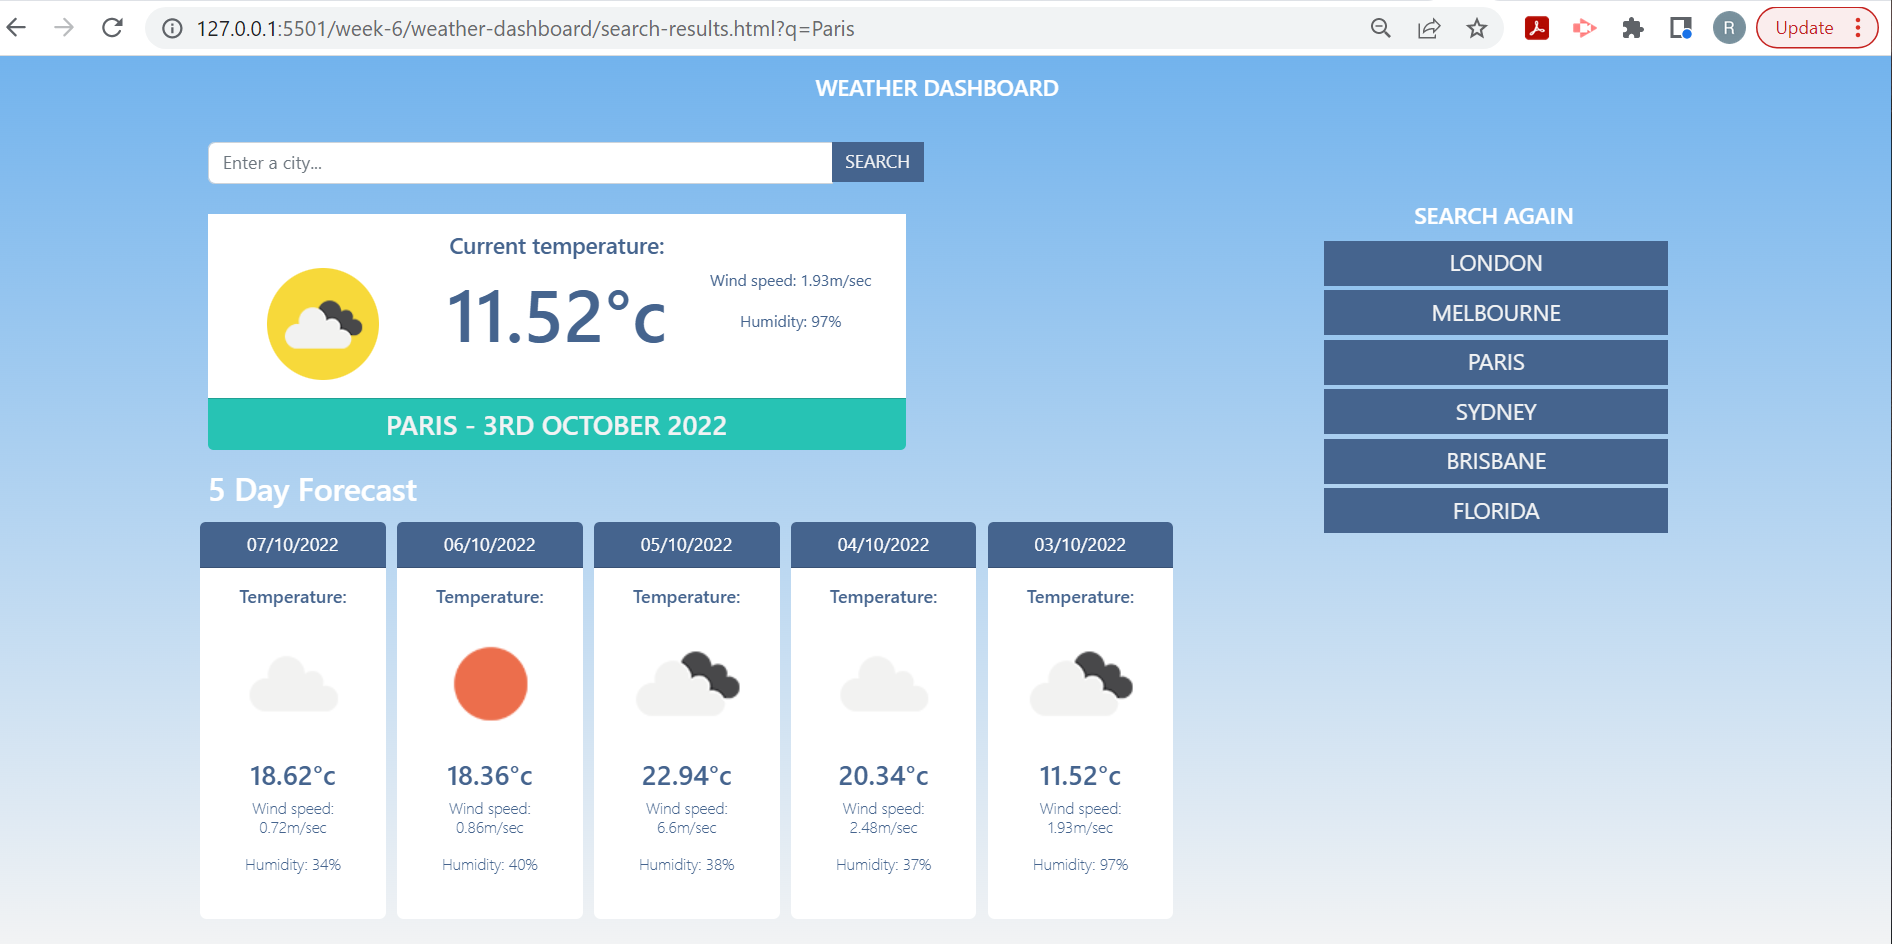 127.0.0.1:5501/week-6/weather-dashboard/search-results.html?q=Paris
R
Update
WEATHER DASHBOARD
Enter a city...
SEARCH
Current temperature:
11.52°c
Wind speed: 1.93m/sec
Humidity: 97%
PARIS - 3RD OCTOBER 2022
SEARCH AGAIN
LONDON
MELBOURNE
PARIS
SYDNEY
BRISBANE
FLORIDA
5 Day Forecast
07/10/2022
Temperature:
18.62°c
Wind speed:
0.72m/sec
Humidity: 34%
06/10/2022
Temperature:
18.36°c
Wind speed:
0.86m/sec
Humidity: 40%
05/10/2022
Temperature:
22.94°c
Wind speed:
6.6m/sec
Humidity: 38%
04/10/2022
Temperature:
20.34°c
Wind speed:
2.48m/sec
Humidity: 37%
03/10/2022
Temperature:
11.52°c
Wind speed:
1.93m/sec
Humidity: 97%